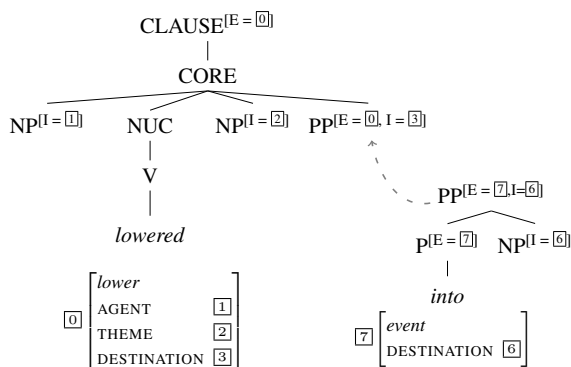 CLAUSE[E = 0]
CORE
NP[I = 1] NUC NP[I = 2] PP[E = 0, I = 3]
V
PP[E = 7,I=6]
lowered
P[E = 7] NP[I = 6]
into
0
lower
AGENT 1
THEME 2
DESTINATION 3
7
event
DESTINATION 6